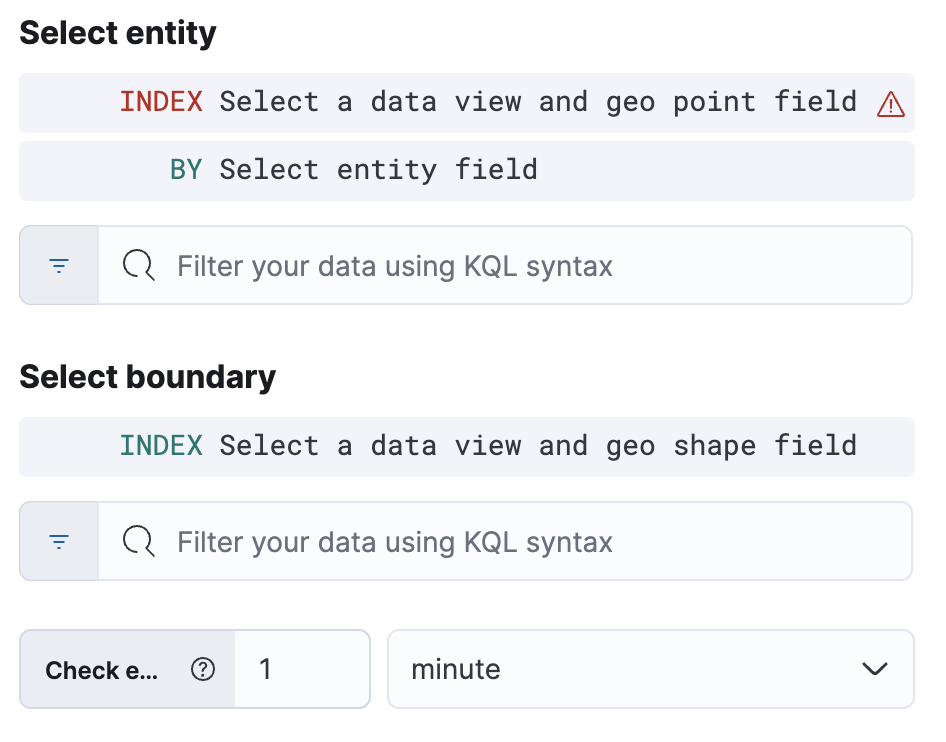 Select entity
INDEX Select a data view and geo point field
BY Select entity field
Filter your data using KQL syntax
Select boundary
INDEX Select a data view and geo shape field
Filter your data using KQL syntax
Check e... 1 minute